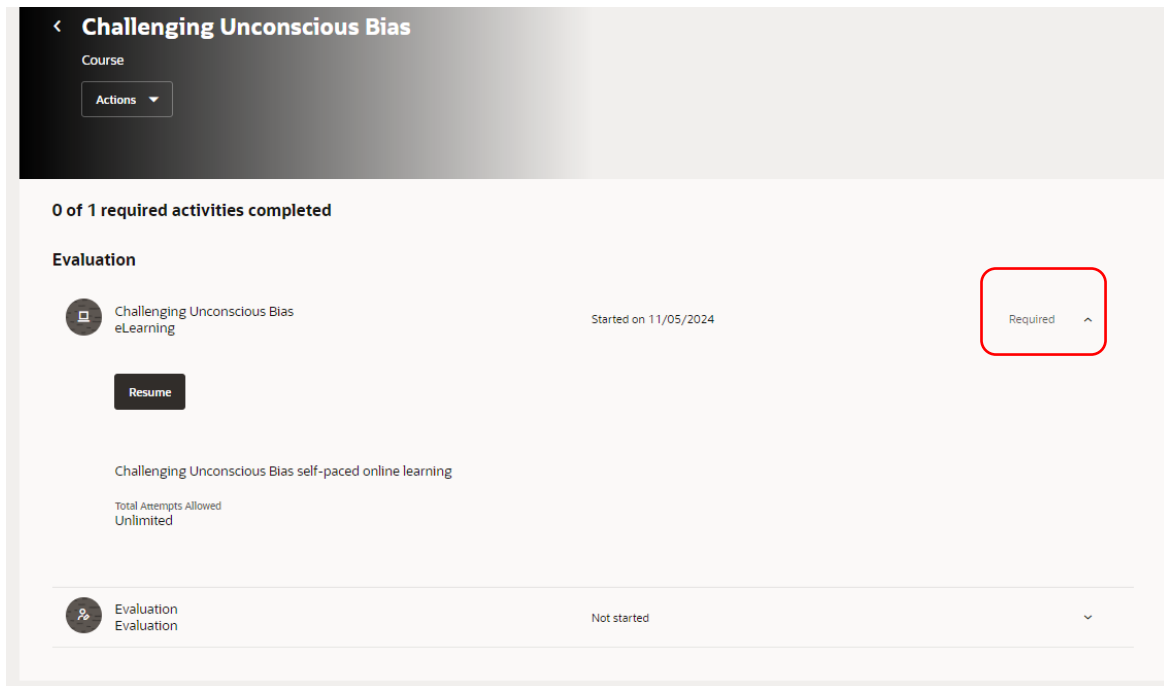 Challenging Unconscious Bias
Course
Actions
0 of 1 required activities completed
Evaluation
Challenging Unconscious Bias
eLearning
Started on 11/05/2024
Required
Resume
Challenging Unconscious Bias self-paced online learning
Total Attempts Allowed
Unlimited
Evaluation
Evaluation
Not started